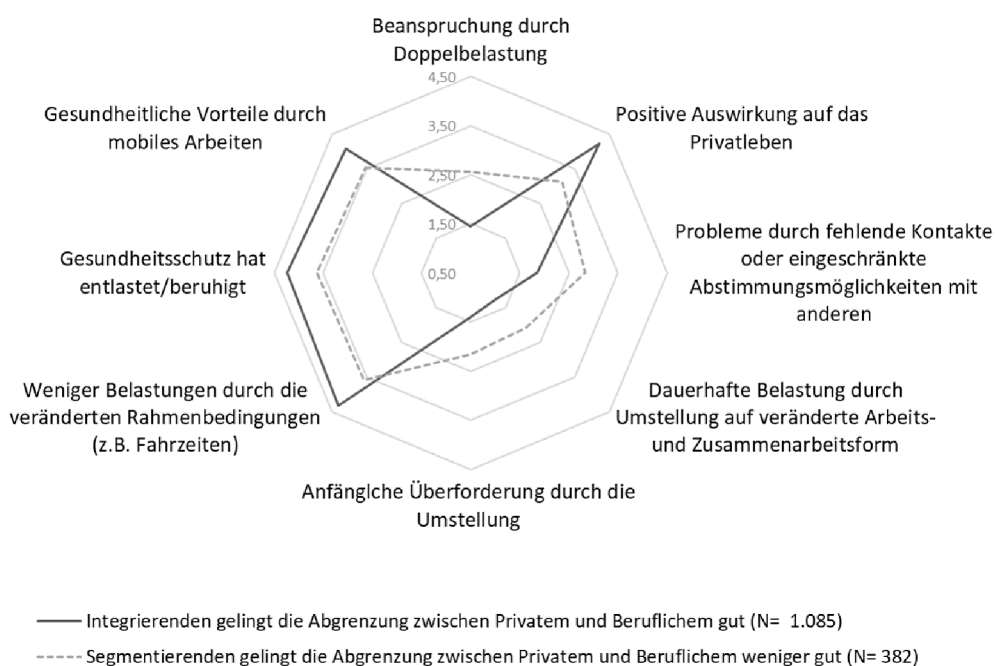 Beanspruchung durch
Doppelbelastung
4,50
3,50
2,50
1,50
0,50
Positive Auswirkung auf das
Privatleben
Probleme durch fehlende Kontakte
oder eingeschränkte
Abstimmungsmöglichkeiten mit
anderen
Dauerhafte Belastung durch
Umstellung auf veränderte Arbeits-
und Zusammenarbeitsform
Anfänglche Überforderung durch die
Umstellung
Weniger Belastungen durch die
veränderten Rahmenbedingungen
(z.B. Fahrzeiten)
Gesundheitsschutz hat
entlastet/beruhigt
Gesundheitliche Vorteile durch
mobiles Arbeiten
Integrierenden gelingt die Abgrenzung zwischen Privatem und Beruflichem gut (N= 1.085)
Segmentierenden gelingt die Abgrenzung zwischen Privatem und Beruflichem weniger gut (N= 382)